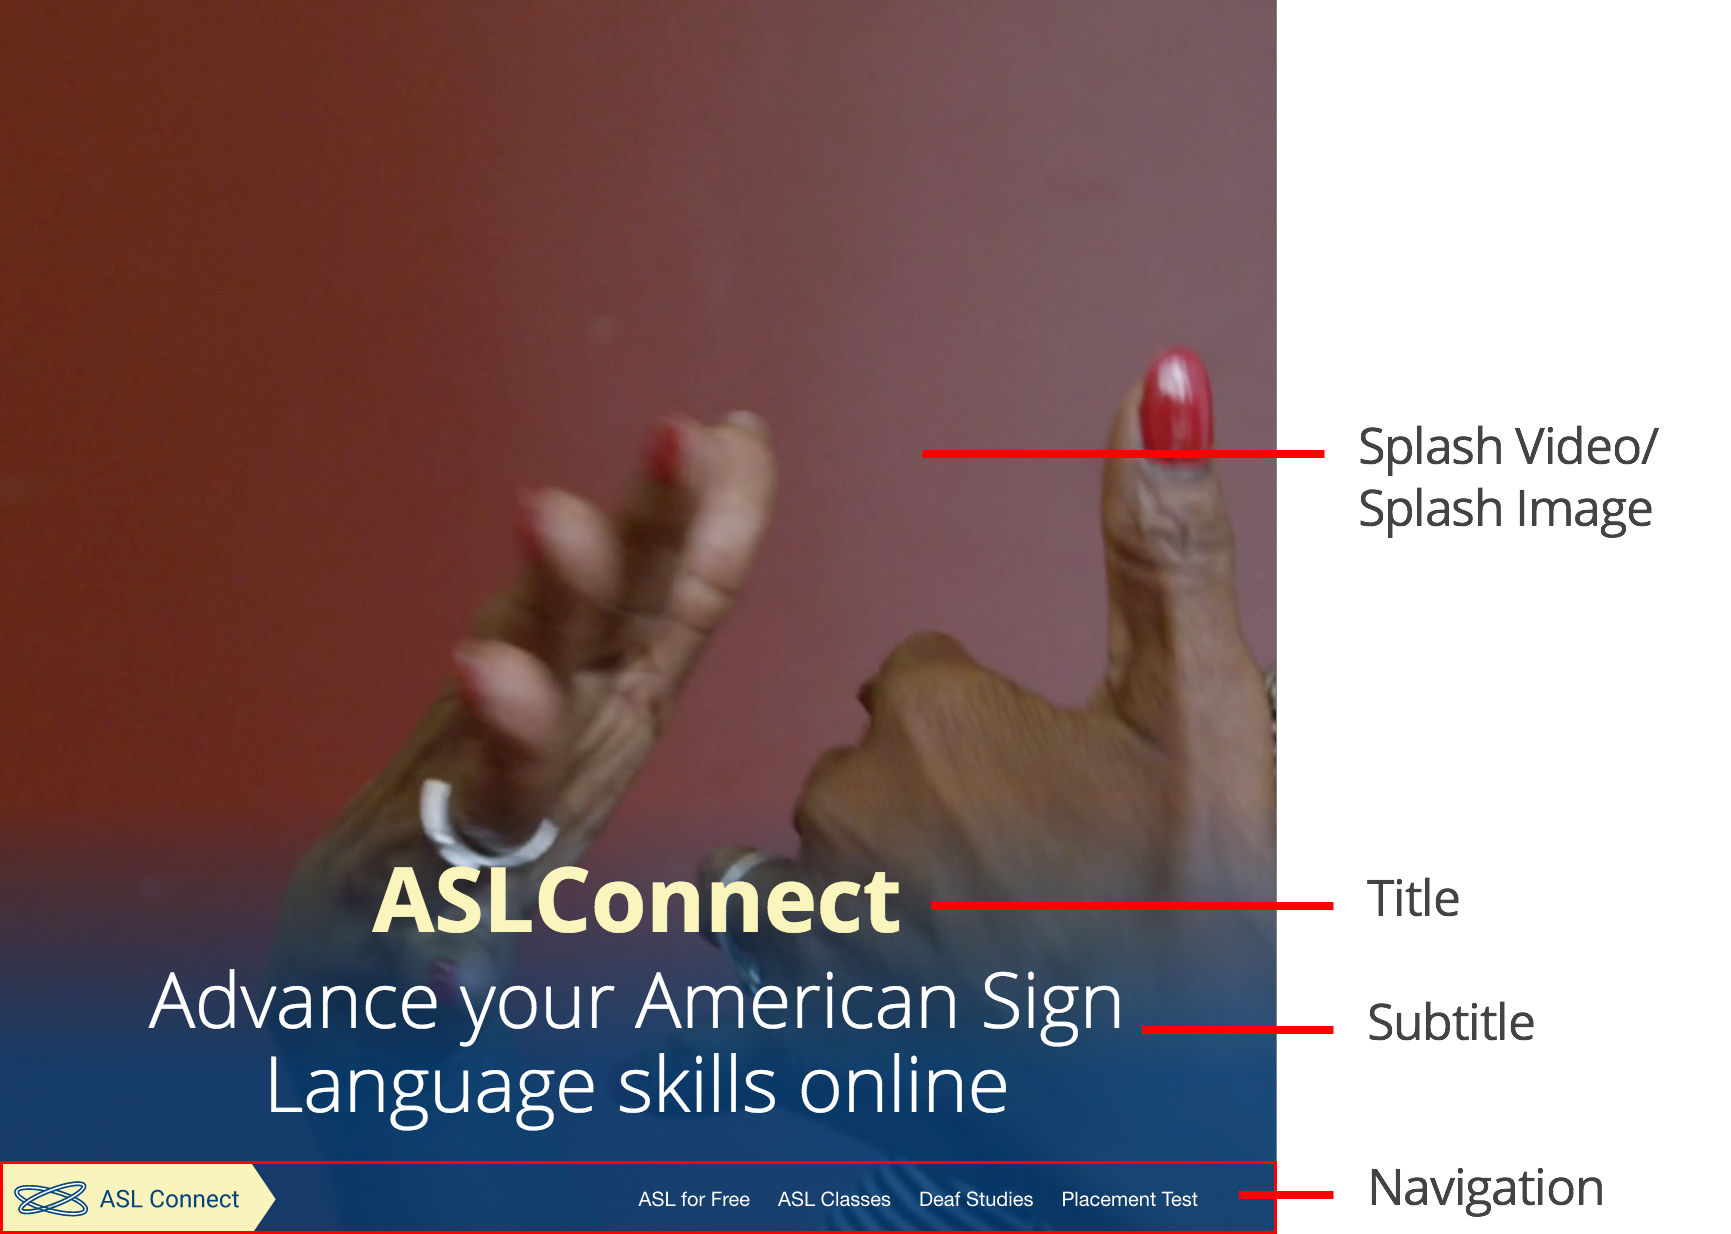 Splash Video/
Splash Image
ASLConnect
Title
Advance your American Sign
Language skills online
Subtitle
ASL Connect
ASL for Free
ASL Classes
Deaf Studies
Placement Test
Navigation